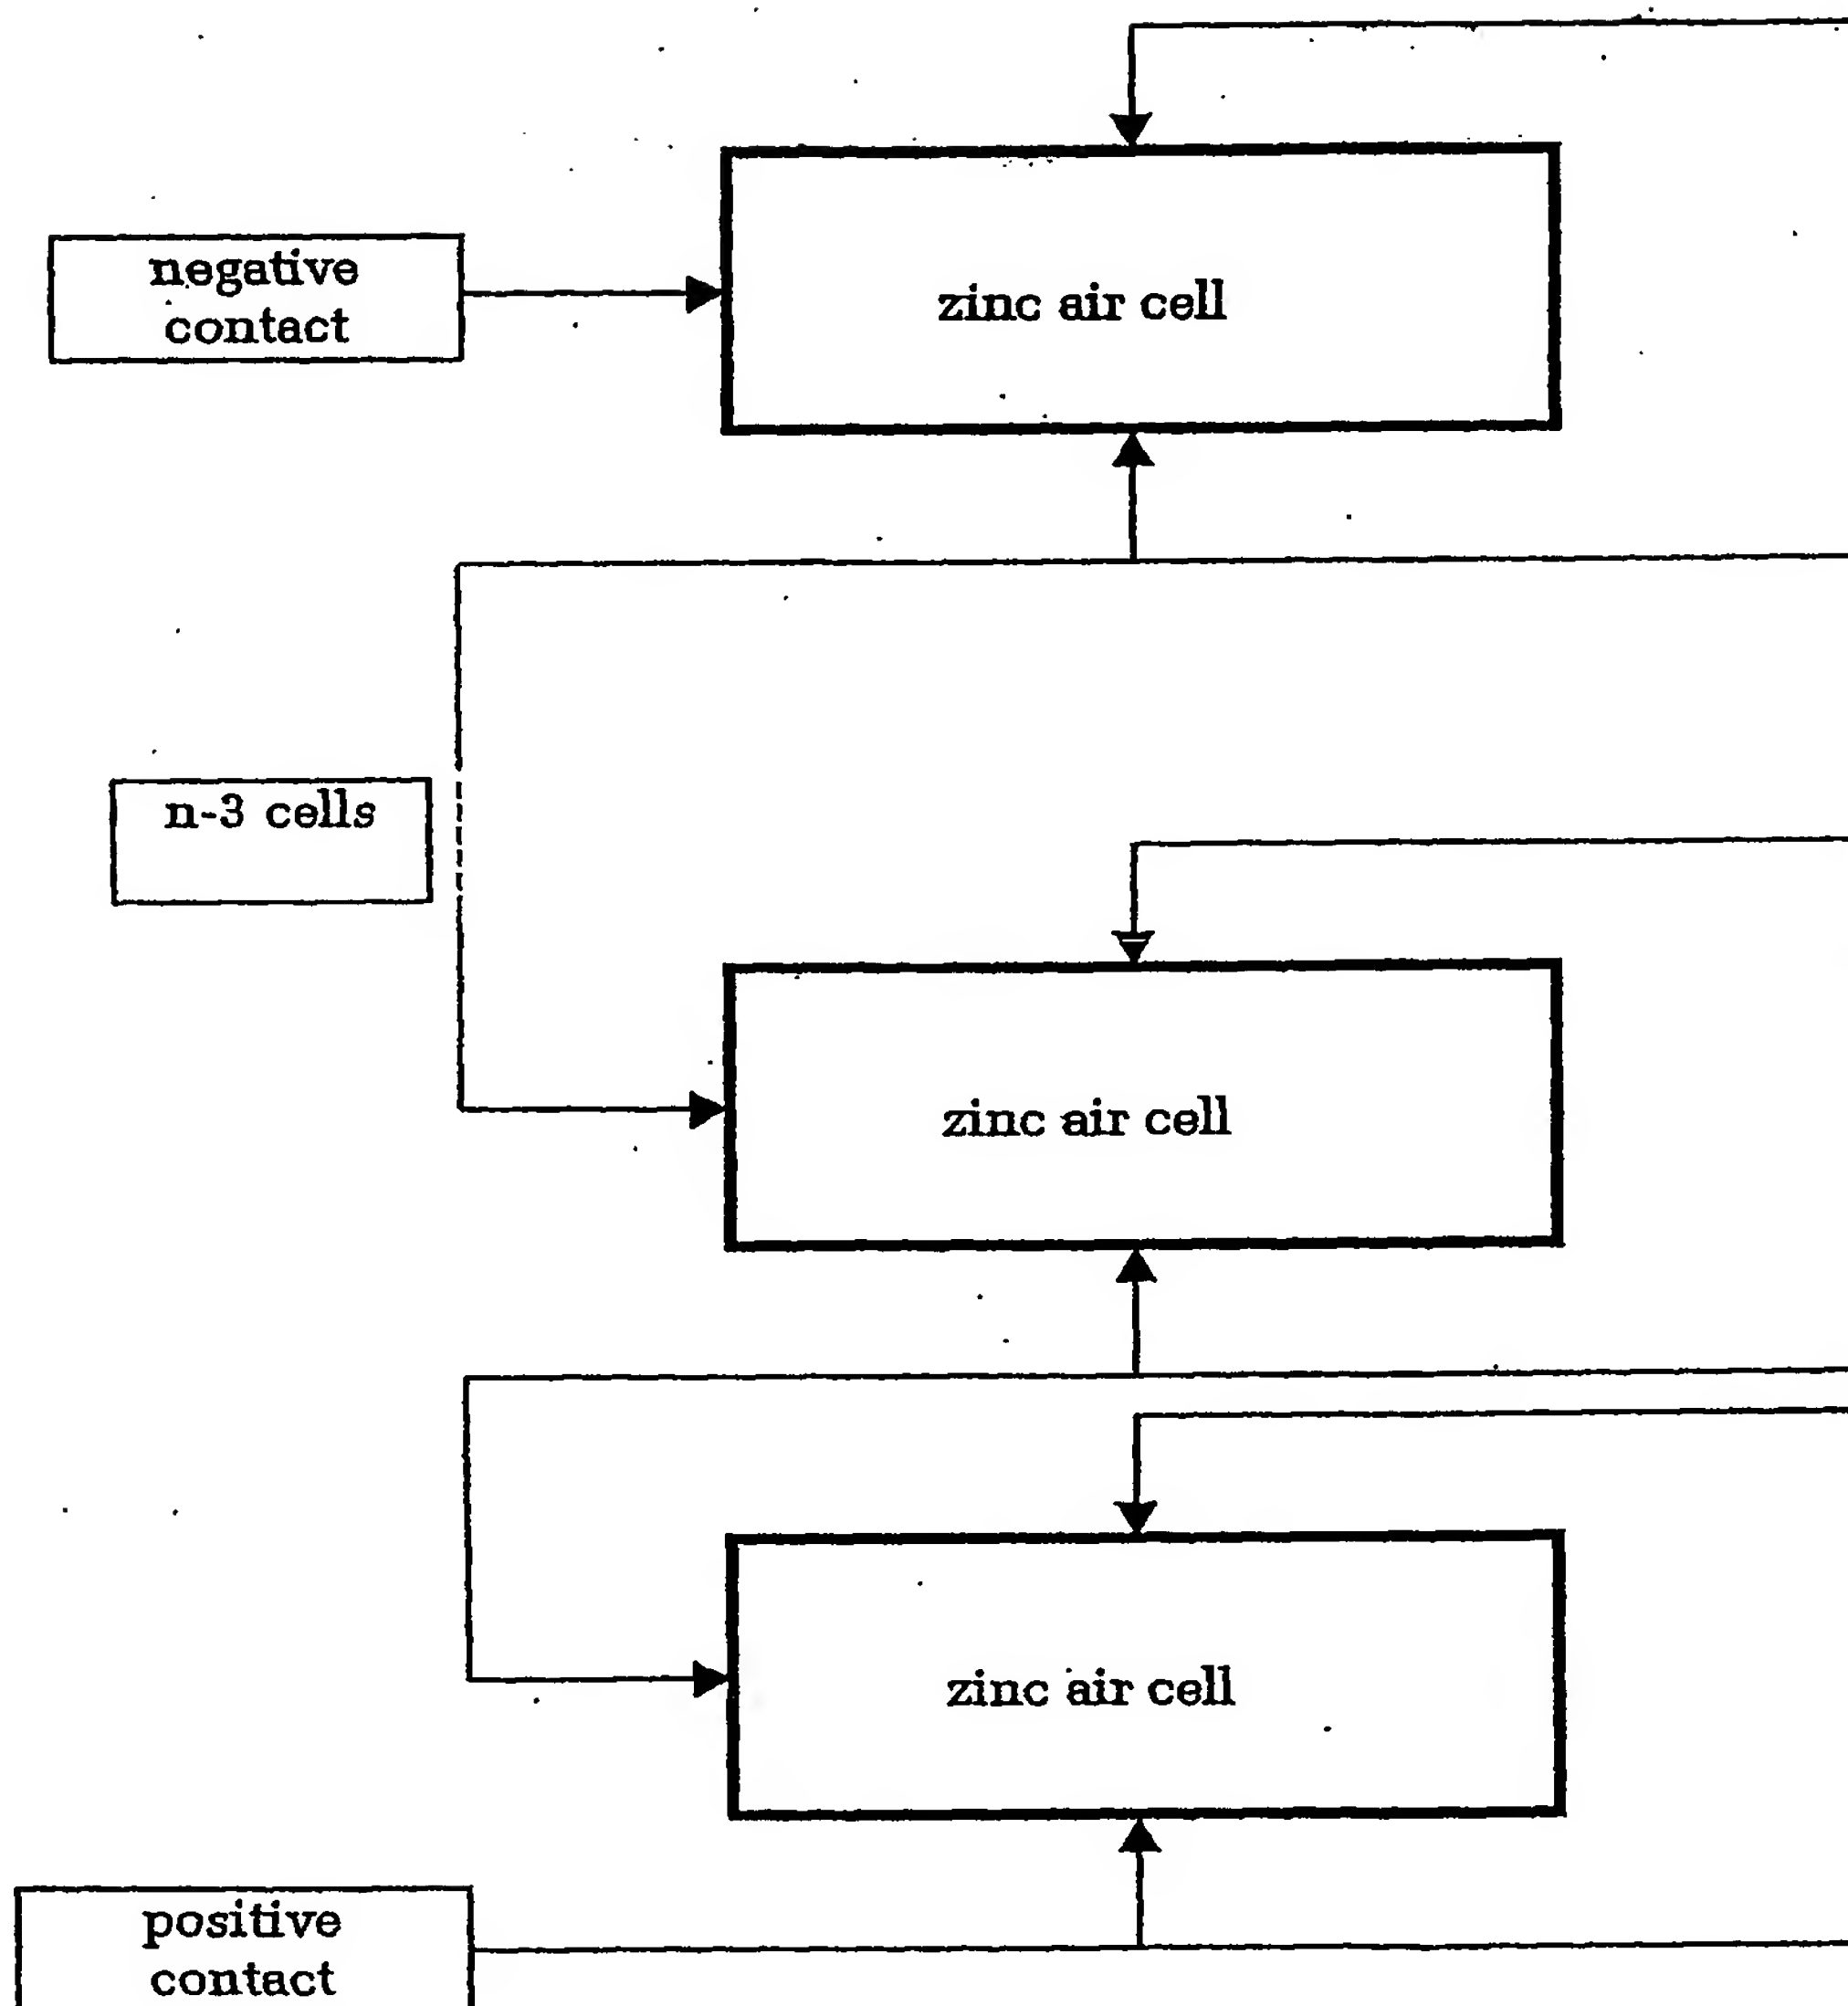 negative
contact
zinc air cell
n-3 cells
zinc air cell
zinc air cell
positive
contact